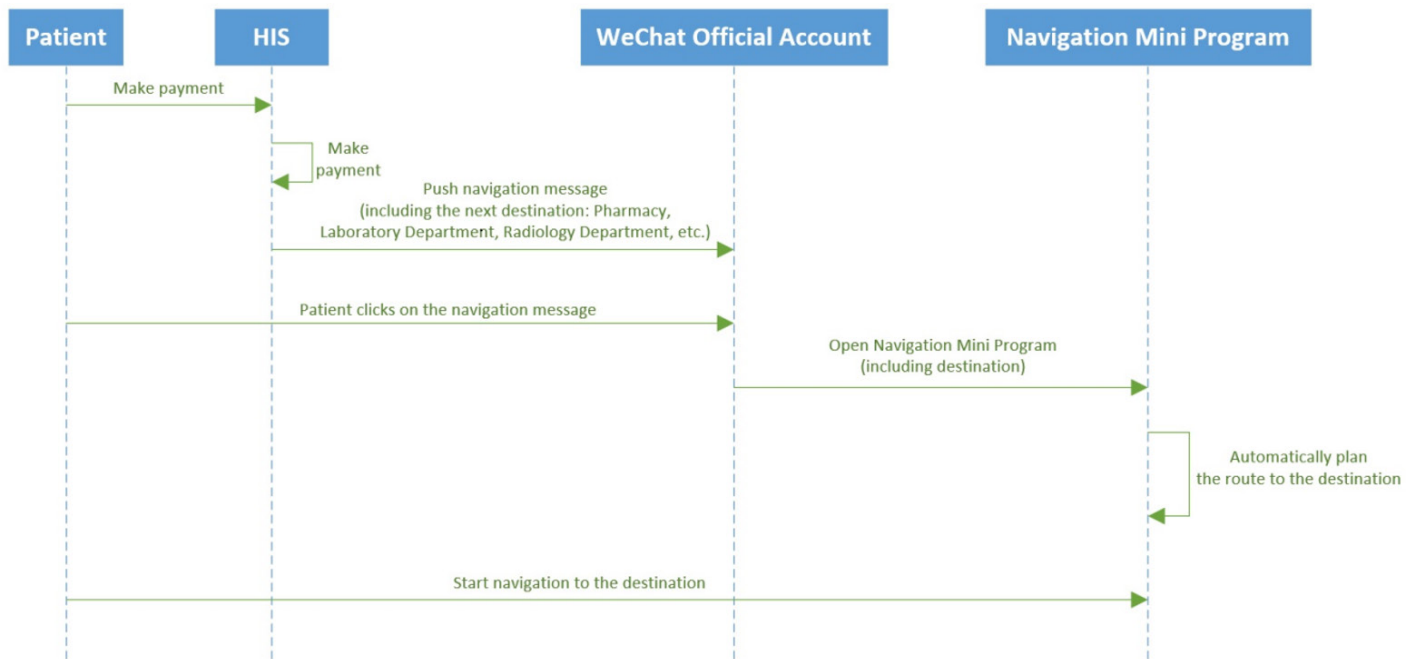 Patient
HIS
WeChat Official Account
Navigation Mini Program
Make payment
Make
payment
Push navigation message
(including the next destination: Pharmacy,
Laboratory Department, Radiology Department, etc.)
Patient clicks on the navigation message
Open Navigation Mini Program
(including destination)
Automatically plan
the route to the destination
Start navigation to the destination